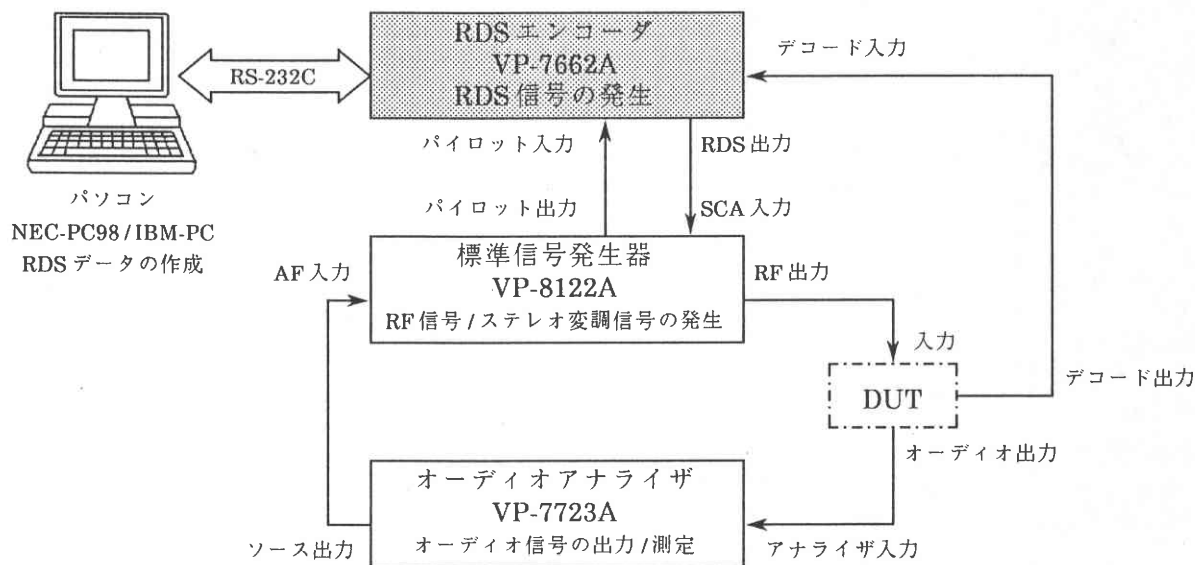 RDSエンコーダ
VP-7662A
RDS信号の発生
RS-232C
デコード入力
パイロット入力
RDS出力
パソコン
NEC-PC98/IBM-PC
RDSデータの作成
パイロット出力
SCA入力
AF入力
標準信号発生器
VP-8122A
RF信号/ステレオ変調信号の発生
RF出力
入力
DUT
デコード出力
オーディオ出力
オーディオアナライザ
VP-7723A
オーディオ信号の出力/測定
ソース出力
アナライザ入力